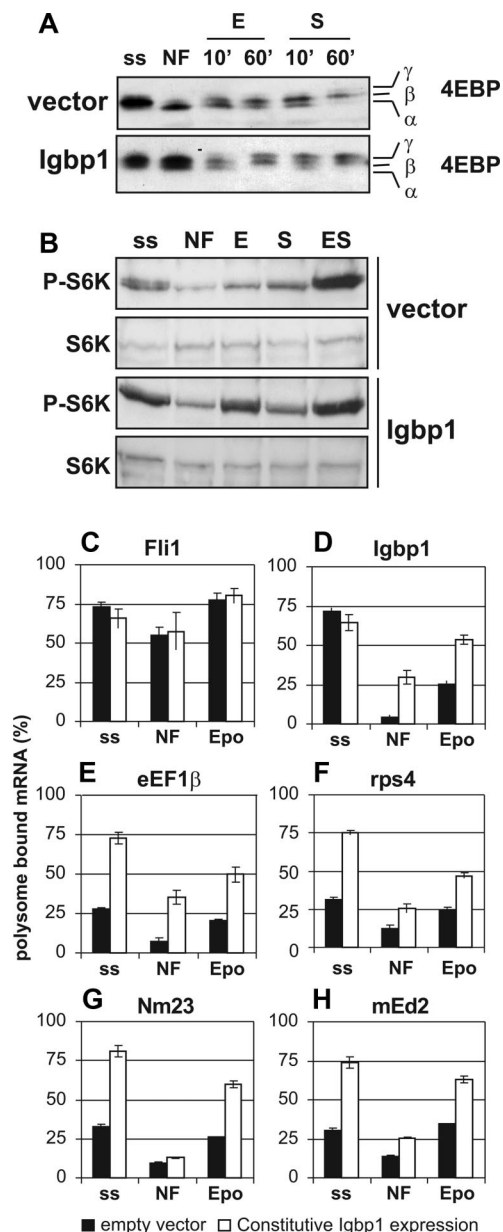 A
E S
ss NF 10' 60' 10' 60'
vector
γ
β
α
4EBP
Igbp1
γ
β
α
4EBP
B
ss NF E S ES
P-S6K
S6K
vector
P-S6K
S6K
Igbp1
polysome bound mRNA (%)
C Fli1
100
75
50
25
0
ss NF Epo
D Igbp1
100
75
50
25
0
ss NF Epo
E eEF1β
100
75
50
25
0
ss NF Epo
F rps4
100
75
50
25
0
ss NF Epo
G Nm23
100
75
50
25
0
ss NF Epo
H mEd2
100
75
50
25
0
ss NF Epo
empty vector Constitutive Igbp1 expression